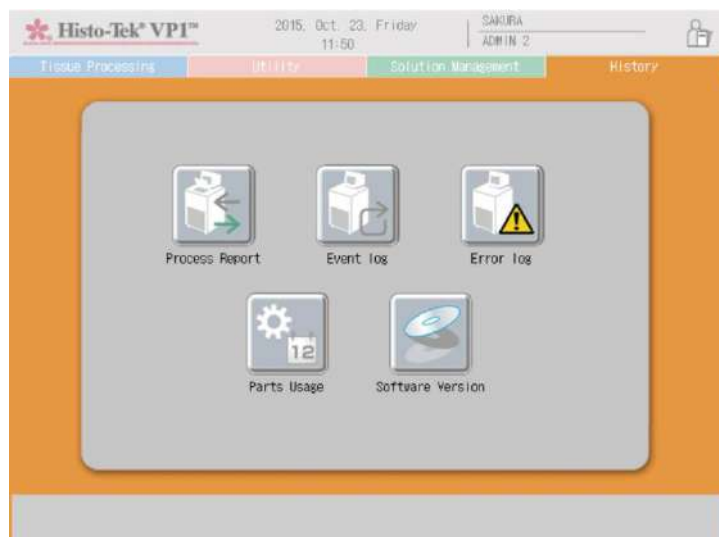 Histo-Tek® VP1™
2015. Oct. 23. Friday
11:50
SAKURA
ADMIN 2
Tissue Processing
Utility
Solution Management
History
Process Report
Event log
Error log
12
Parts Usage
Software Version